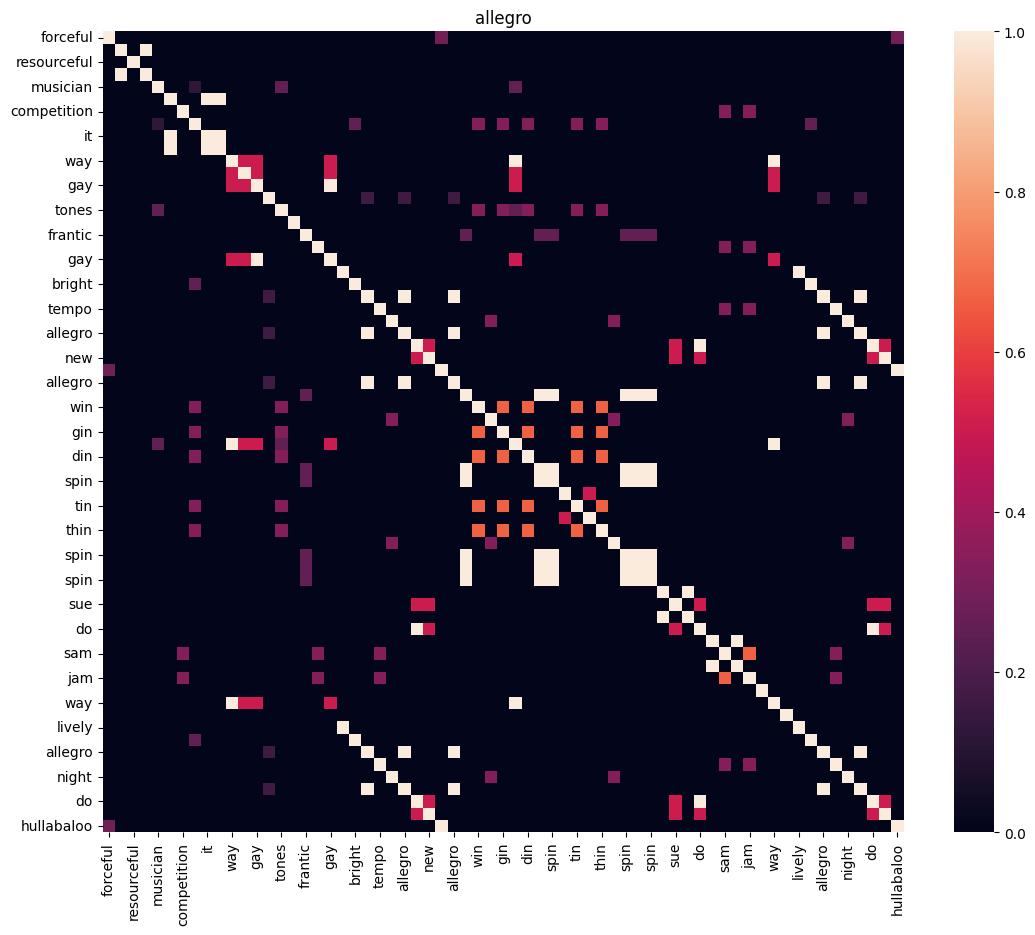 allegro
forceful
resourceful
musician
competition
it
way
gay
tones
frantic
gay
bright
tempo
allegro
new
allegro
win
gin
din
spin
tin
thin
spin
spin
sue
do
sam
jam
way
lively
allegro
night
do
hullabaloo
1.0
0.8
0.6
0.4
0.2
0.0
forceful
resourceful
musician
competition
it
way
gay
tones
frantic
gay
bright
tempo
allegro
new
allegro
win
gin
din
spin
tin
thin
spin
spin
sue
do
sam
jam
way
lively
allegro
night
do
hullabaloo